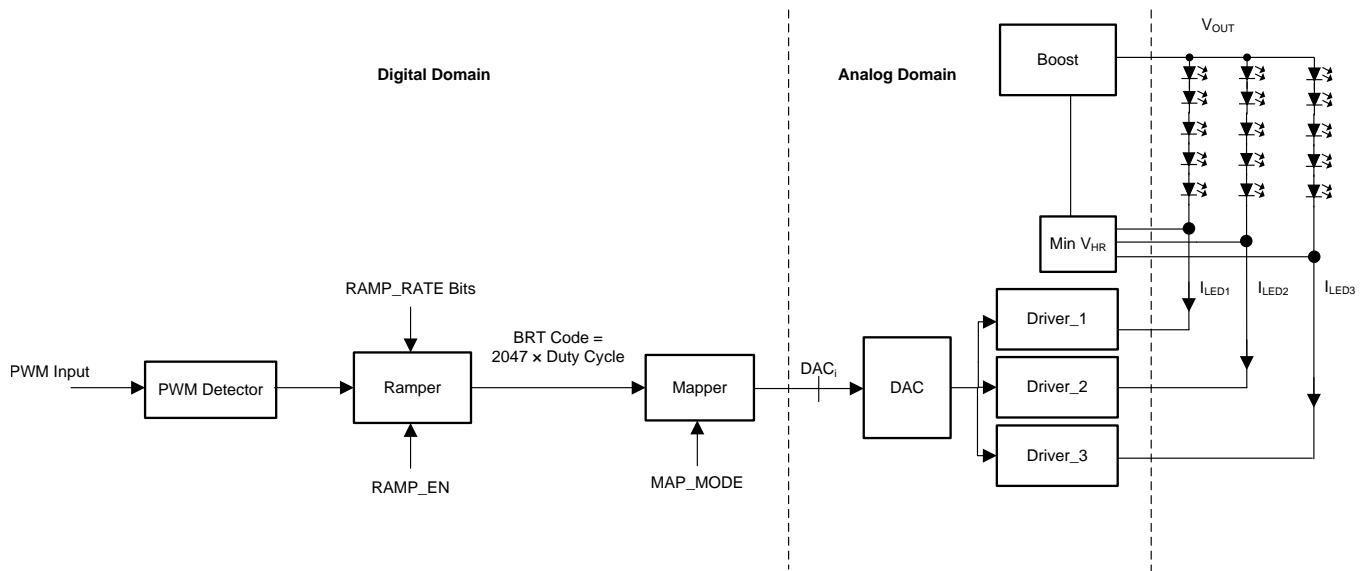 Digital Domain
Analog Domain
Boost
VOUT
Min VHR
ILED1
ILED2
ILED3
RAMP_RATE Bits
BRT Code =
2047 × Duty Cycle
PWM Input
PWM Detector
Ramper
Mapper
DACi
DAC
Driver_1
Driver_2
Driver_3
RAMP_EN
MAP_MODE